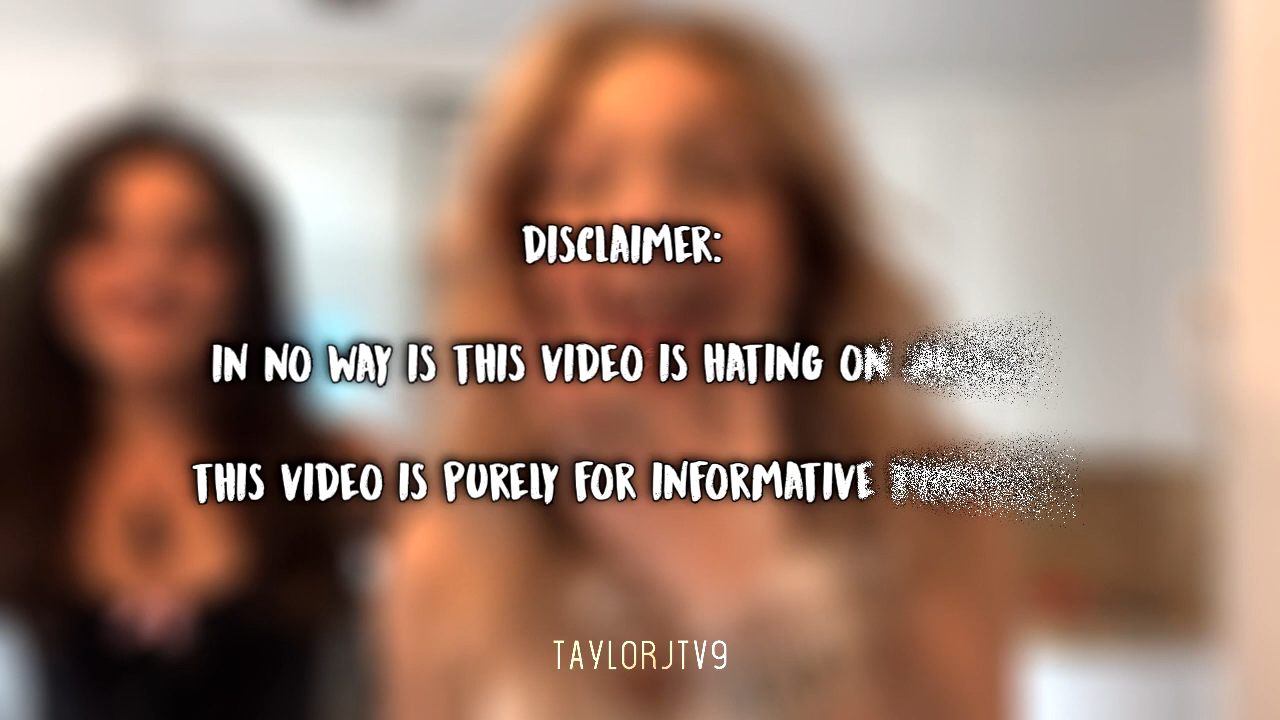 DISCLAIMER:
IN NO WAY IS THIS VIDEO IS HATING ON
THIS VIDEO IS PURELY FOR INFORMATIVE
TAYLORJTV9